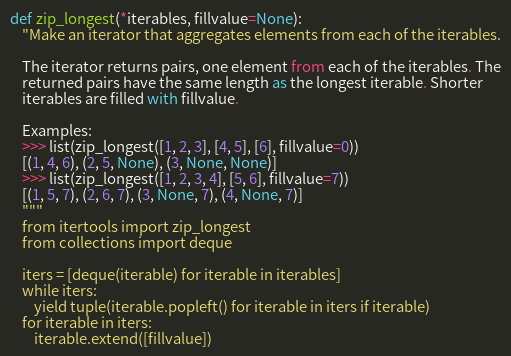 def zip_longest(*iterables, fillvalue=None):
"Make an iterator that aggregates elements from each of the iterables.
The iterator returns pairs, one element from each of the iterables. The
returned pairs have the same length as the longest iterable. Shorter
iterables are filled with fillvalue.
Examples:
>>> list(zip_longest([1, 2, 3], [4, 5], [6], fillvalue=0))
[(1, 4, 6), (2, 5, None), (3, None, None)]
>>> list(zip_longest([1, 2, 3, 4], [5, 6], fillvalue=7))
[(1, 5, 7), (2, 6, 7), (3, None, 7), (4, None, 7)]
"""
from itertools import zip_longest
from collections import deque
iters = [deque(iterable) for iterable in iterables]
while iters:
yield tuple(iterable.popleft() for iterable in iters if iterable)
for iterable in iters:
iterable.extend([fillvalue])